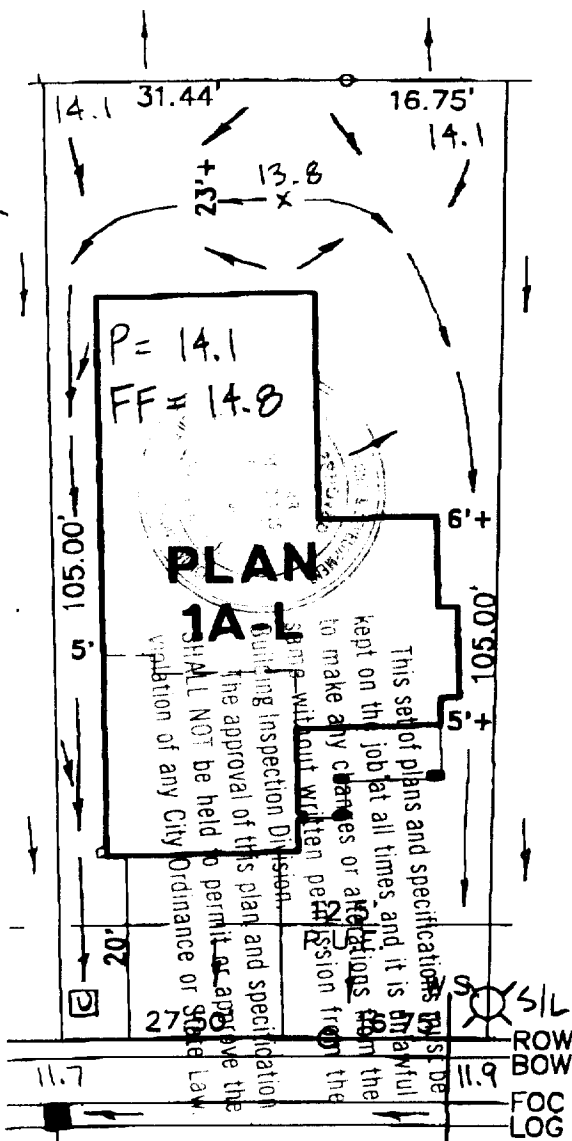 31.44' 16.75'
14.1 14.1
23'+
13.8
x
P= 14.1
FF = 14.8
6'+
105.00'
PLAN
1A-L
105.00'
5'
5'+
This set of plans and specifications must be
kept on the job at all times and it is unlawful
to make any changes or alterations from the
same without written permission from the
Building Inspection Division.
The approval of this plan and specification
SHALL NOT be held to permit or approve the
violation of any City Ordinance or State Law.
20'
P.U.
WS
C
S/L
27.00
ROW
BOW
11.7 11.9
FOC
LOG